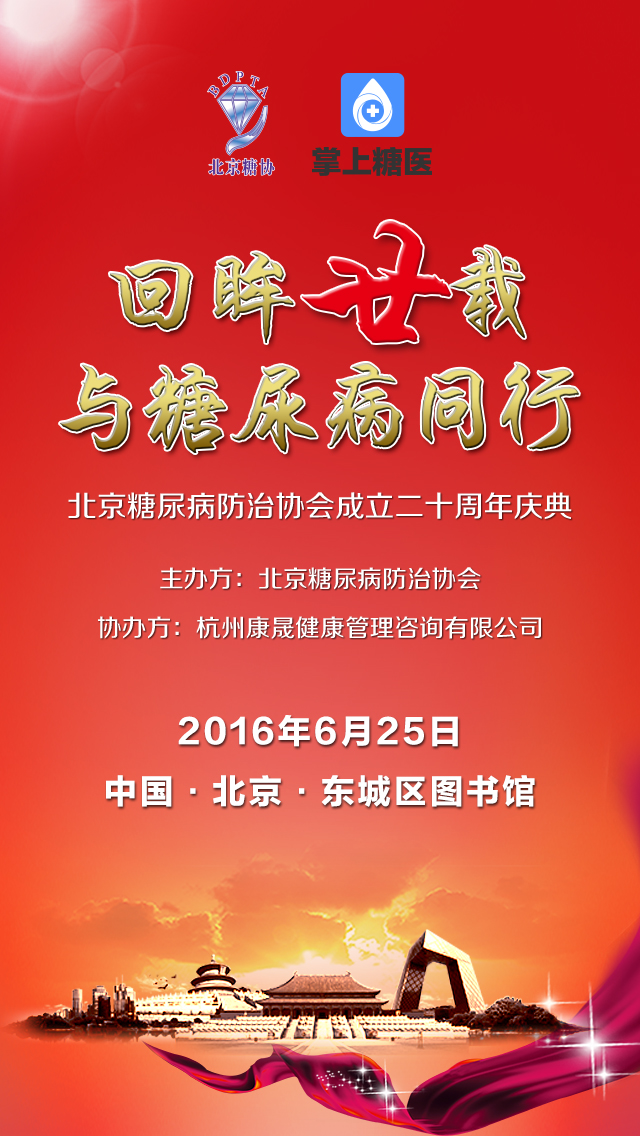 BDPTA
北京糖协
掌上糖医
回眸廿载
与糖尿病同行
北京糖尿病防治协会成立二十周年庆典
主办方：北京糖尿病防治协会
协办方：杭州康晟健康管理咨询有限公司
2016年6月25日
中国·北京·东城区图书馆